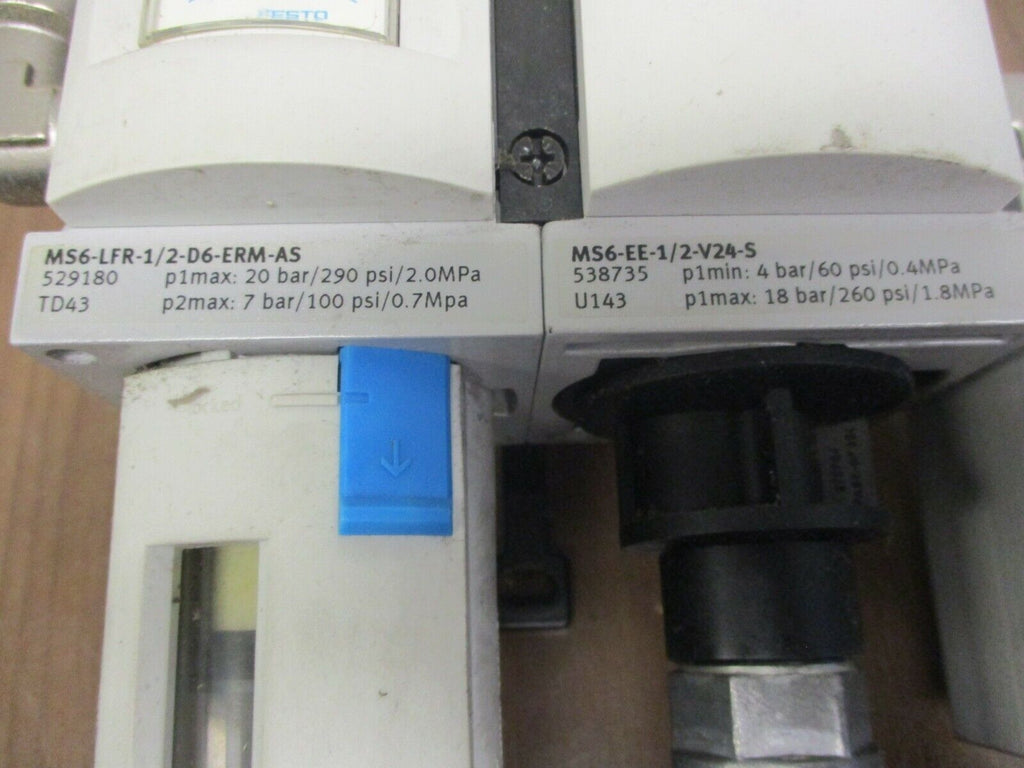 FESTO
MS6-LFR-1/2-D6-ERM-AS
529180 p1max: 20 bar/290 psi/2.0MPa
TD43 p2max: 7 bar/100 psi/0.7Mpa
MS6-EE-1/2-V24-S
538735 p1min: 4 bar/60 psi/0.4MPa
U143 p1max: 18 bar/260 psi/1.8MPa
locked